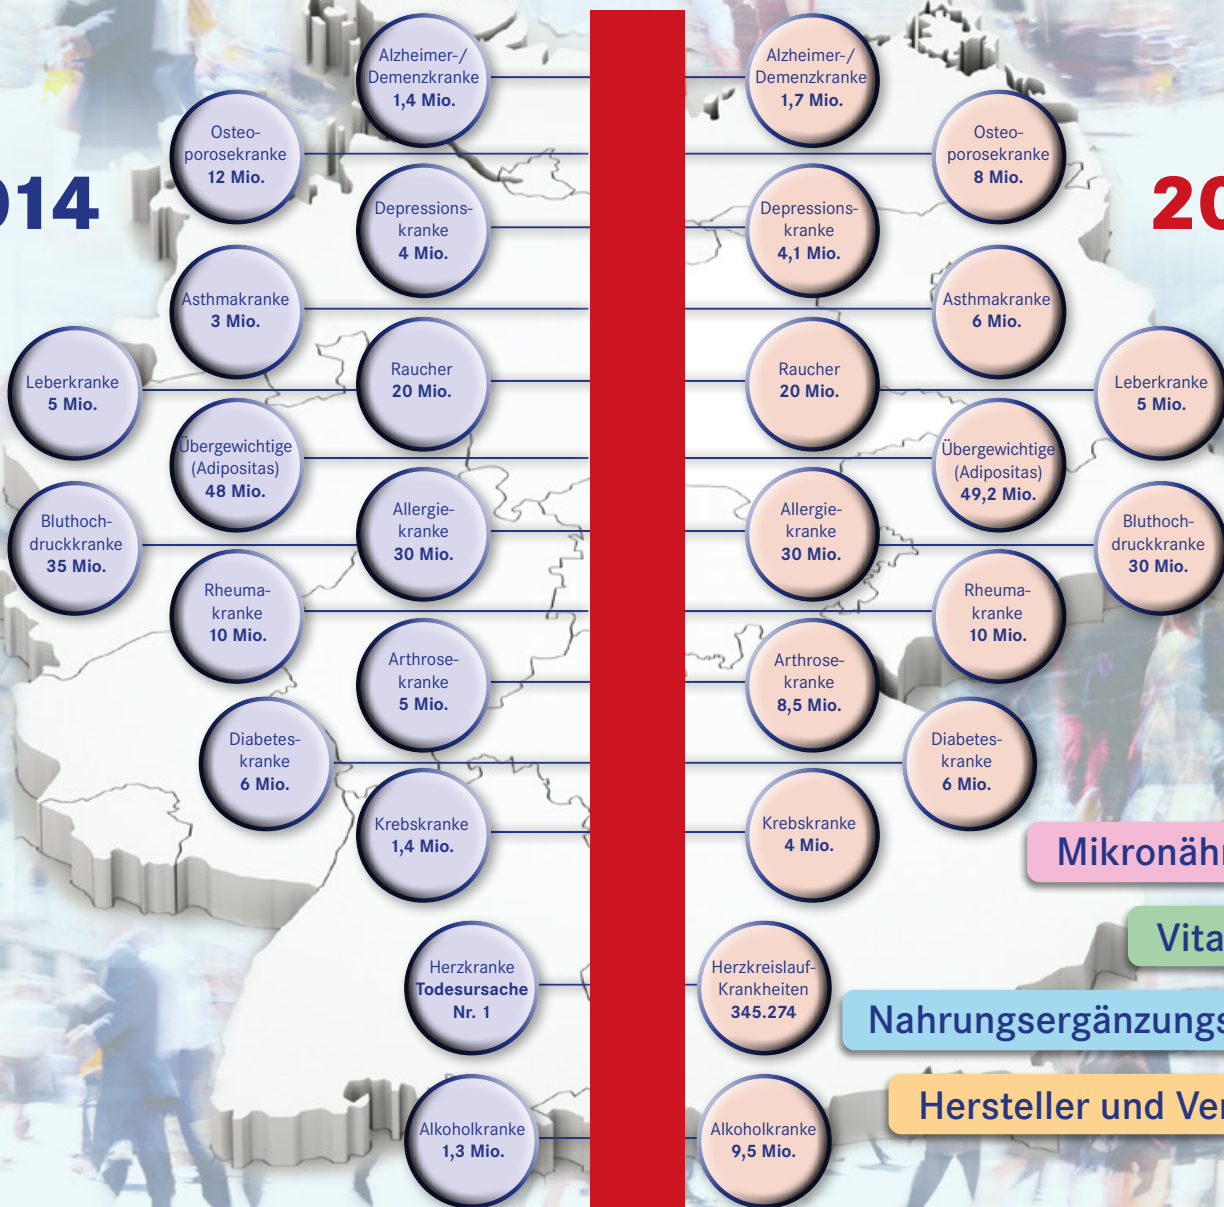 Alzheimer-/
Demenzkranke
1,4 Mio.
Osteo-
porosekranke
12 Mio.
014
Depressions-
kranke
4 Mio.
Asthmakranke
3 Mio.
Leberkranke
5 Mio.
Raucher
20 Mio.
Übergewichtige
(Adipositas)
48 Mio.
Bluthoch-
druckkranke
35 Mio.
Allergie-
kranke
30 Mio.
Rheuma-
kranke
10 Mio.
Arthrose-
kranke
5 Mio.
Diabetes-
kranke
6 Mio.
Krebskranke
1,4 Mio.
Herzkranke
Todesursache
Nr. 1
Alkoholkranke
1,3 Mio.
Alzheimer-/
Demenzkranke
1,7 Mio.
Osteo-
porosekranke
8 Mio.
20
Depressions-
kranke
4,1 Mio.
Asthmakranke
6 Mio.
Raucher
20 Mio.
Leberkranke
5 Mio.
Übergewichtige
(Adipositas)
49,2 Mio.
Allergie-
kranke
30 Mio.
Bluthoch-
druckkranke
30 Mio.
Rheuma-
kranke
10 Mio.
Arthrose-
kranke
8,5 Mio.
Diabetes-
kranke
6 Mio.
Krebskranke
4 Mio.
Herzkreislauf-
Krankheiten
345.274
Alkoholkranke
9,5 Mio.
Mikronähr
Vita
Nahrungsergänzungs
Hersteller und Ver